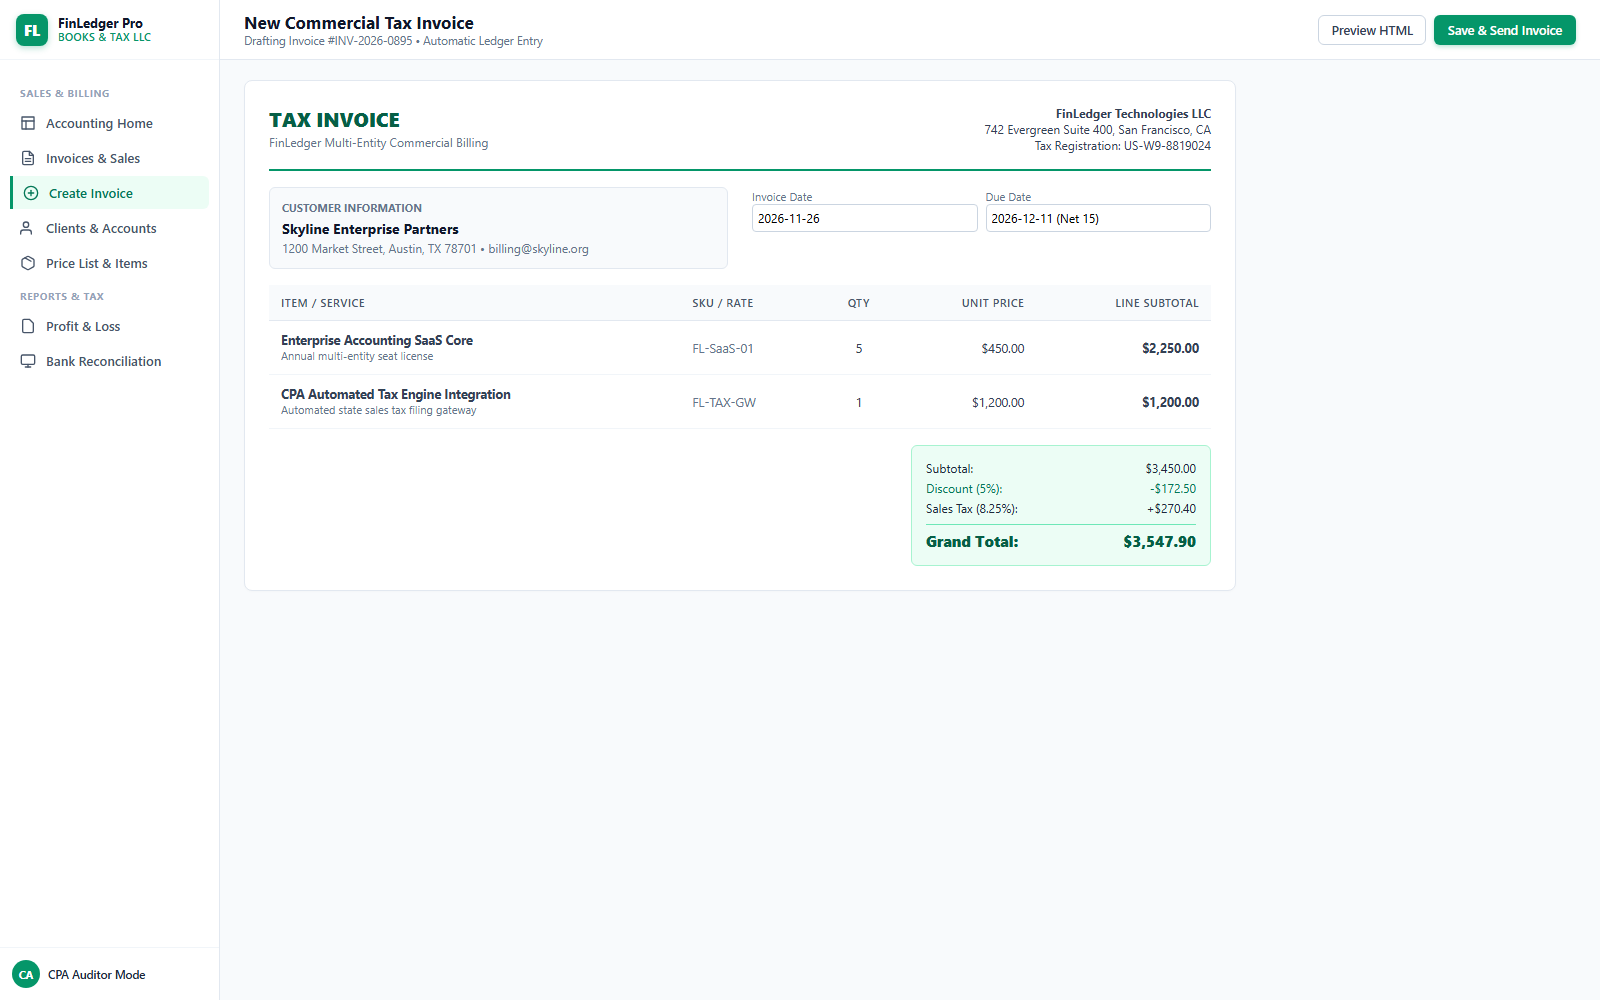 FL
FinLedger Pro
BOOKS & TAX LLC
SALES & BILLING
Accounting Home
Invoices & Sales
Create Invoice
Clients & Accounts
Price List & Items
REPORTS & TAX
Profit & Loss
Bank Reconciliation
CA CPA Auditor Mode
New Commercial Tax Invoice
Drafting Invoice #INV-2026-0895 • Automatic Ledger Entry
Preview HTML
Save & Send Invoice
TAX INVOICE
FinLedger Multi-Entity Commercial Billing
FinLedger Technologies LLC
742 Evergreen Suite 400, San Francisco, CA
Tax Registration: US-W9-8819024
CUSTOMER INFORMATION
Skyline Enterprise Partners
1200 Market Street, Austin, TX 78701 • billing@skyline.org
Invoice Date
2026-11-26
Due Date
2026-12-11 (Net 15)
ITEM / SERVICE SKU / RATE QTY UNIT PRICE LINE SUBTOTAL
Enterprise Accounting SaaS Core
Annual multi-entity seat license
FL-SaaS-01 5 $450.00 $2,250.00
CPA Automated Tax Engine Integration
Automated state sales tax filing gateway
FL-TAX-GW 1 $1,200.00 $1,200.00
Subtotal: $3,450.00
Discount (5%): -$172.50
Sales Tax (8.25%): +$270.40
Grand Total: $3,547.90